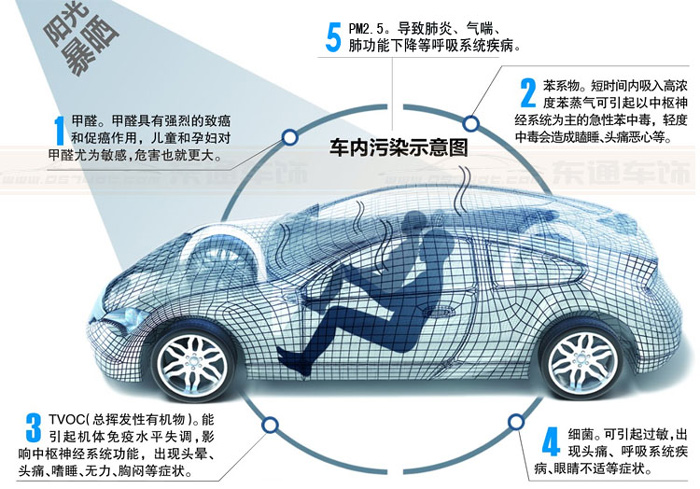 阳光
暴晒
5 PM2.5。导致肺炎、气喘、
肺功能下降等呼吸系统疾病。
2 苯系物。短时间内吸入高浓
度苯蒸气可引起以中枢神
经系统为主的急性苯中毒，轻度
中毒会造成瞌睡、头痛恶心等。
1 甲醛。甲醛具有强烈的致癌
和促癌作用，儿童和孕妇对
甲醛尤为敏感，危害也就更大。
车内污染示意图
东通车饰
3 TVOC（总挥发性有机物）。能
引起机体免疫水平失调，影
响中枢神经系统功能，出现头晕、
头痛、嗜睡、无力、胸闷等症状。
4 细菌。可引起过敏，出
现头痛、呼吸系统疾
病、眼睛不适等症状。